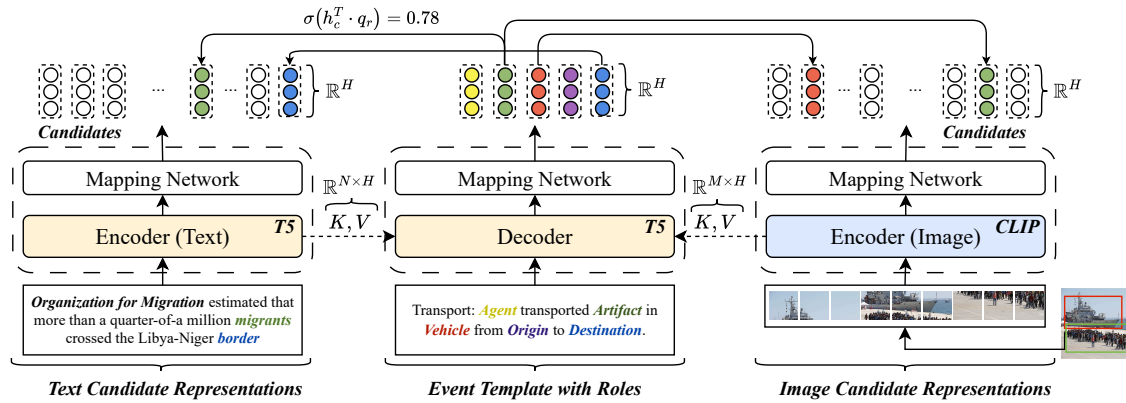 σ(h_c^T · q_r) = 0.78
... ... ℝ^H
ℝ^H
... ... ℝ^H
Candidates
Candidates
Mapping Network
Mapping Network
Mapping Network
ℝ^{N×H}
K, V
ℝ^{M×H}
K, V
Encoder (Text) T5
Decoder T5
Encoder (Image) CLIP
Organization for Migration estimated that
more than a quarter-of-a million migrants
crossed the Libya-Niger border
Transport: Agent transported Artifact in
Vehicle from Origin to Destination.
Text Candidate Representations
Event Template with Roles
Image Candidate Representations